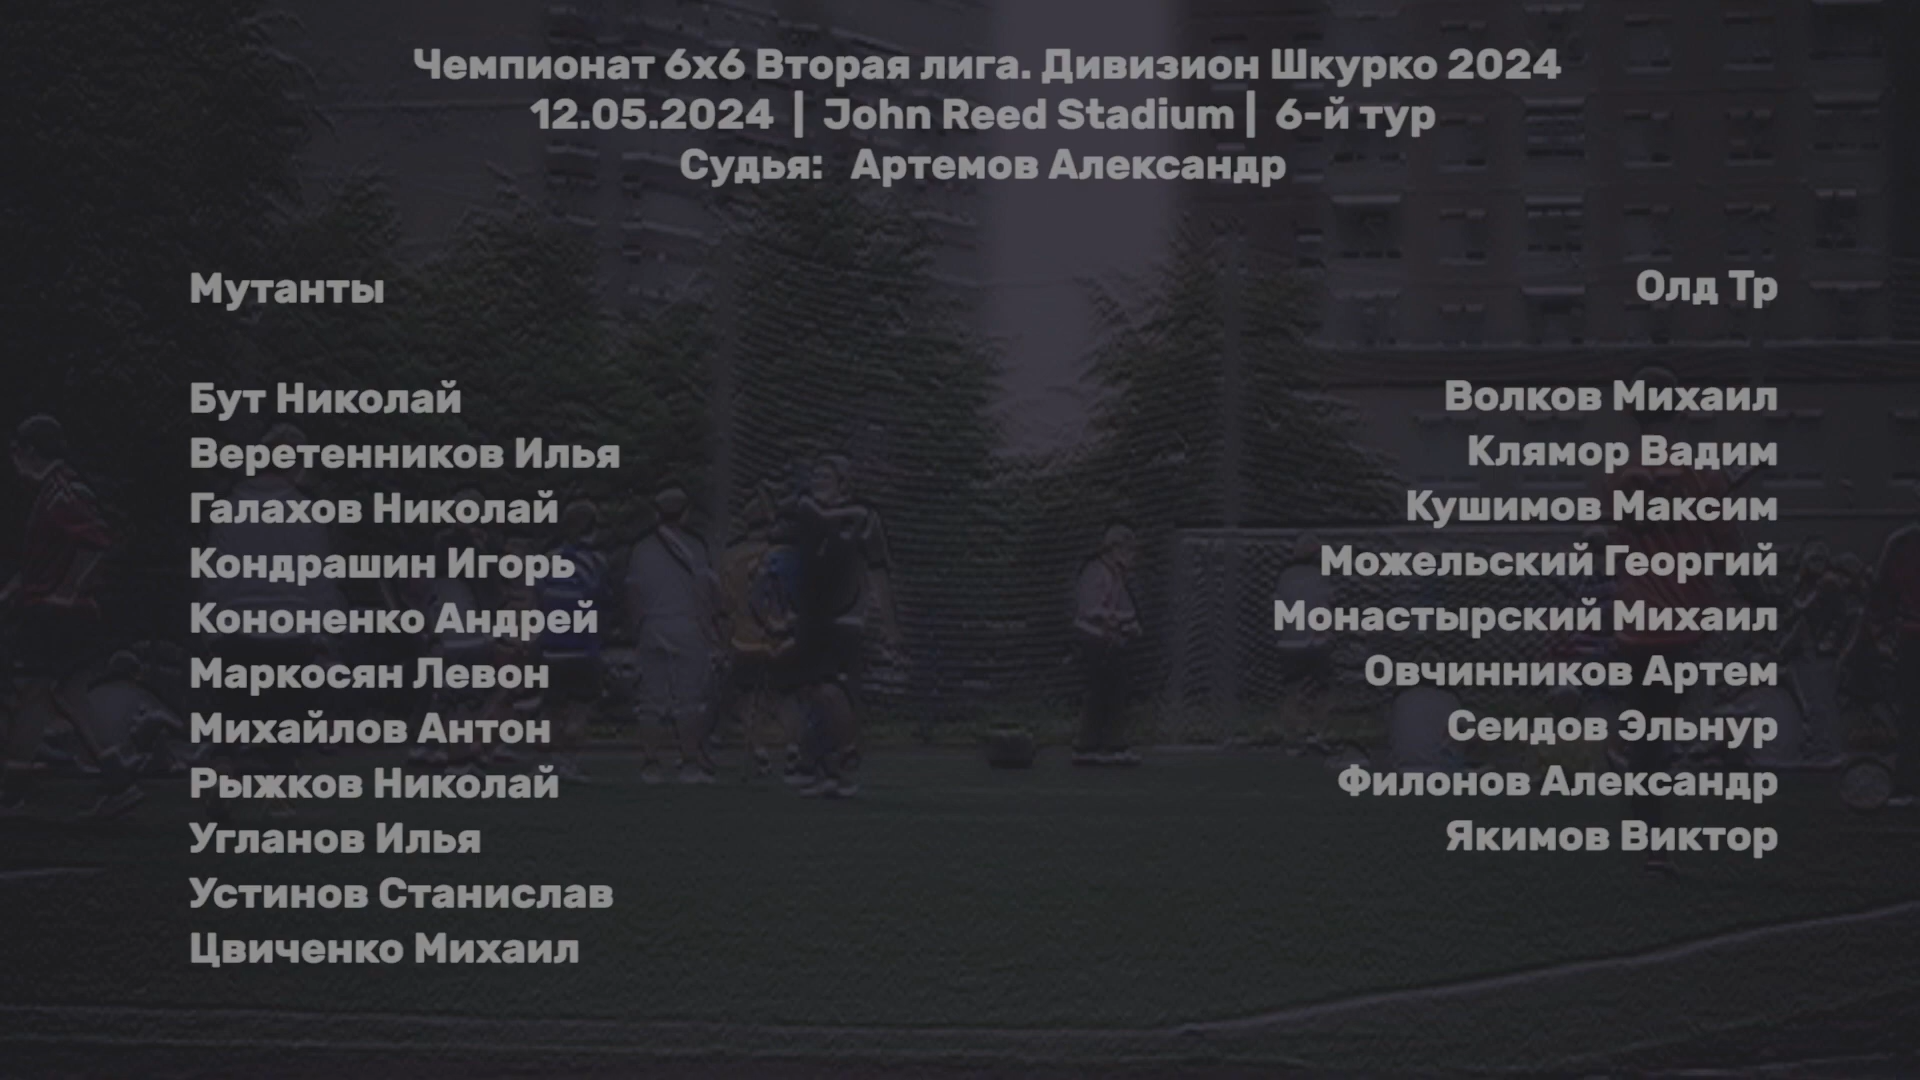 Чемпионат 6х6 Вторая лига. Дивизион Шкурко 2024
12.05.2024 | John Reed Stadium | 6-й тур
Судья: Артемов Александр
Мутанты
Бут Николай
Веретенников Илья
Галахов Николай
Кондрашин Игорь
Кононенко Андрей
Маркосян Левон
Михайлов Антон
Рыжков Николай
Угланов Илья
Устинов Станислав
Цвиченко Михаил
Олд Тр
Волков Михаил
Клямор Вадим
Кушимов Максим
Можельский Георгий
Монастырский Михаил
Овчинников Артем
Сеидов Эльнур
Филонов Александр
Якимов Виктор